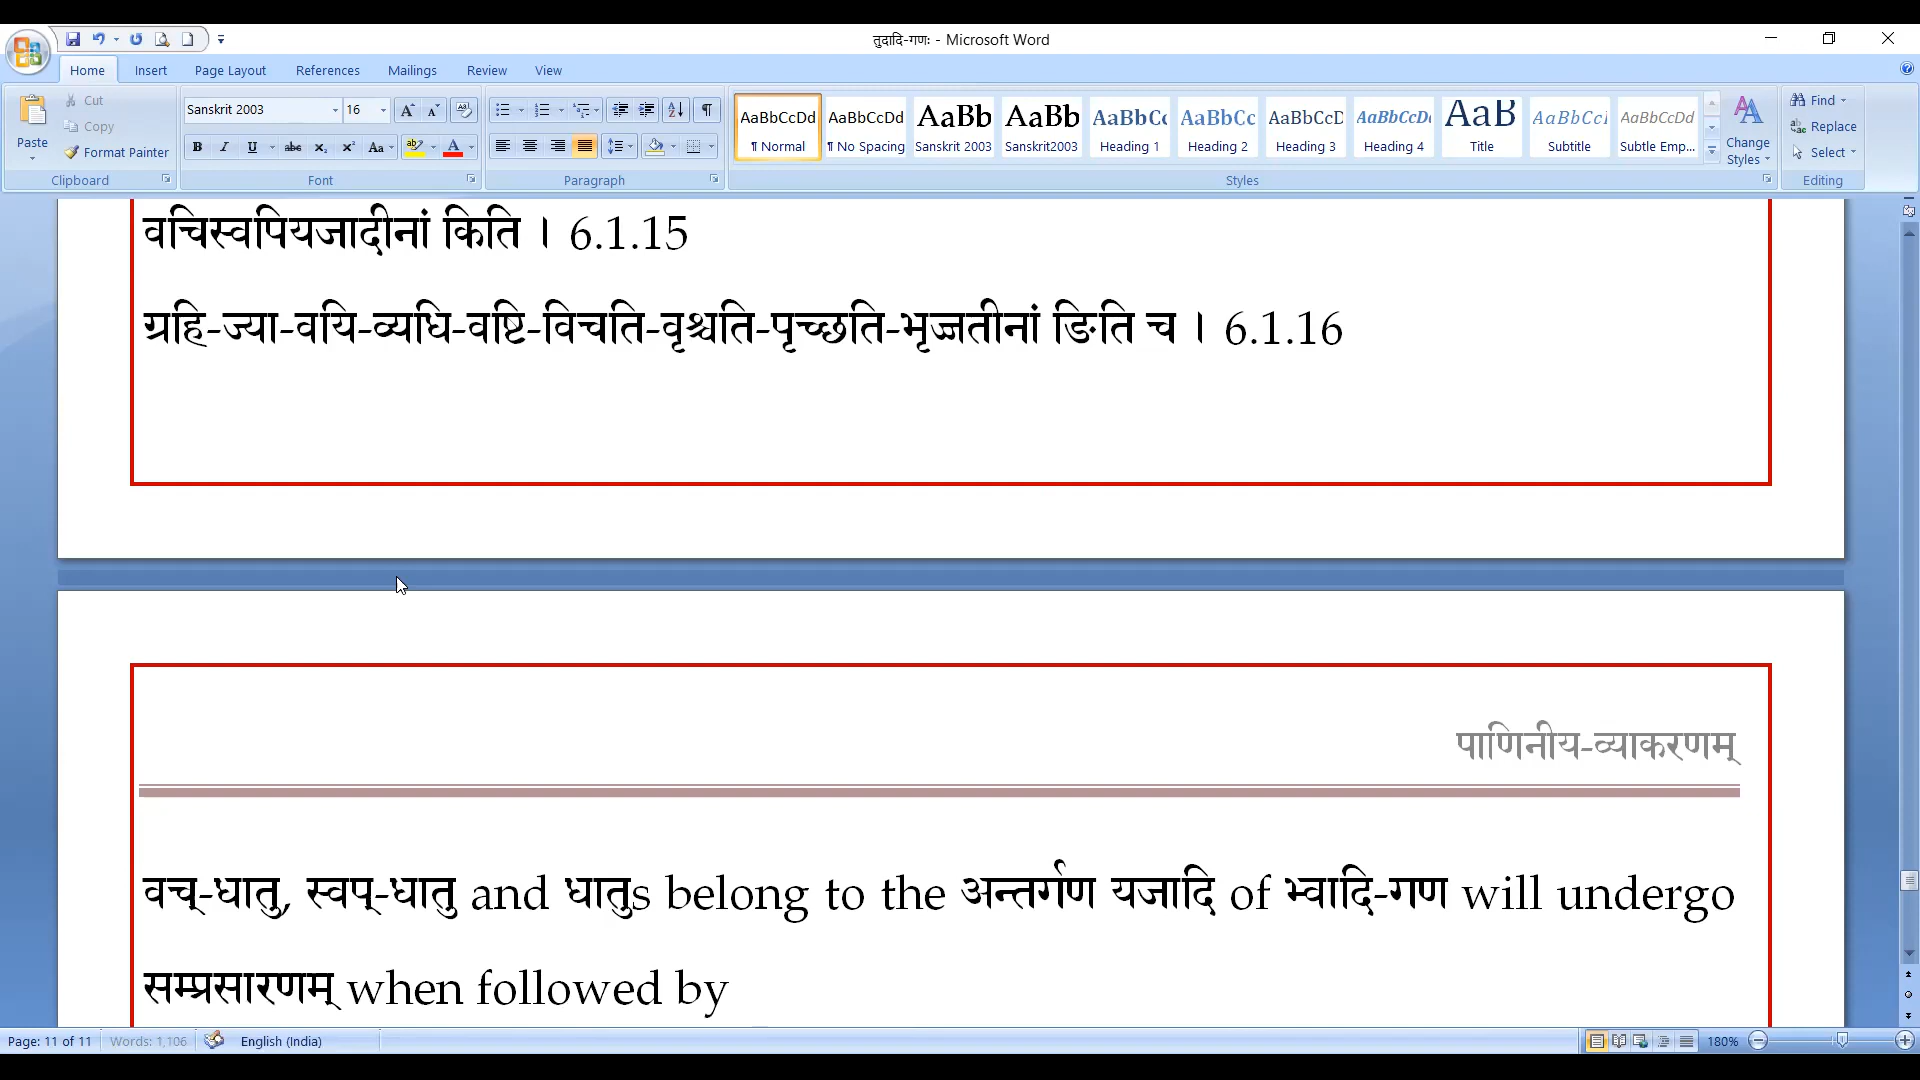 तुदादि-गणः - Microsoft Word
Home Insert Page Layout References Mailings Review View
Paste
Cut
Copy
Format Painter
Clipboard
Sanskrit 2003 16
Font
Paragraph
AaBbCcDd AaBbCcDd AaBb AaBb AaBbCc AaBbCc AaBbCcD AaBbCcDı AaB AaBbCcI AaBbCcDd
¶ Normal ¶ No Spacing Sanskrit 2003 Sanskrit2003 Heading 1 Heading 2 Heading 3 Heading 4 Title Subtitle Subtle Emp...
Change Styles
Styles
Find
Replace
Select
Editing
वचिस्वपियजादीनां किति । 6.1.15
ग्रहि-ज्या-वयि-व्यधि-वष्टि-विचति-वृश्चति-पृच्छति-भृज्जतीनां ङिति च । 6.1.16
पाणिनीय-व्याकरणम्
वच्-धातु, स्वप्-धातु and धातुs belong to the अन्तर्गण यजादि of भ्वादि-गण will undergo
सम्प्रसारणम् when followed by
Page: 11 of 11 Words: 1,106 English (India) 180%